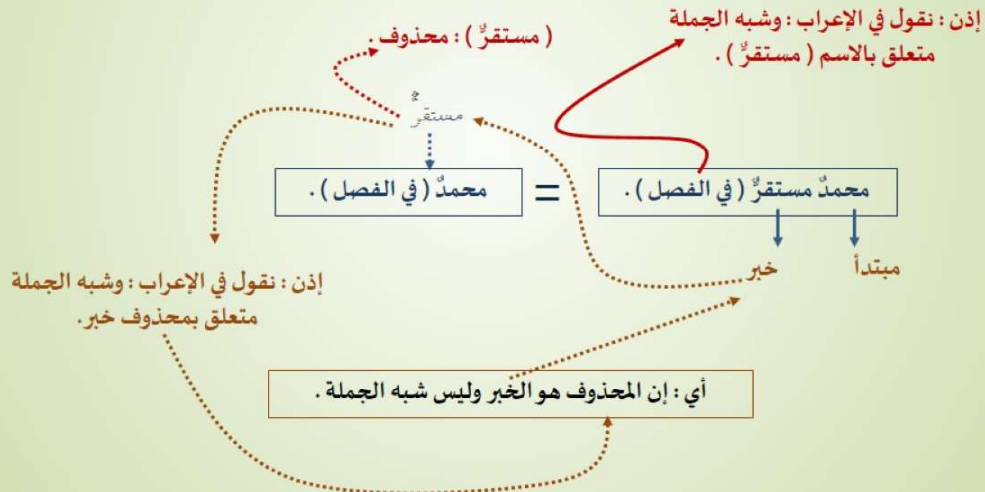 إذن : نقول في الإعراب : وشبه الجملة
متعلق بالاسم ( مستقرٌّ ) .
( مستقرٌّ ) : محذوف .
مستقرٌّ
محمدٌ مستقرٌّ ( في الفصل ) .
=
محمدٌ ( في الفصل ) .
مبتدأ
خبر
إذن : نقول في الإعراب : وشبه الجملة
متعلق بمحذوف خبر.
أي : إن المحذوف هو الخبر وليس شبه الجملة .